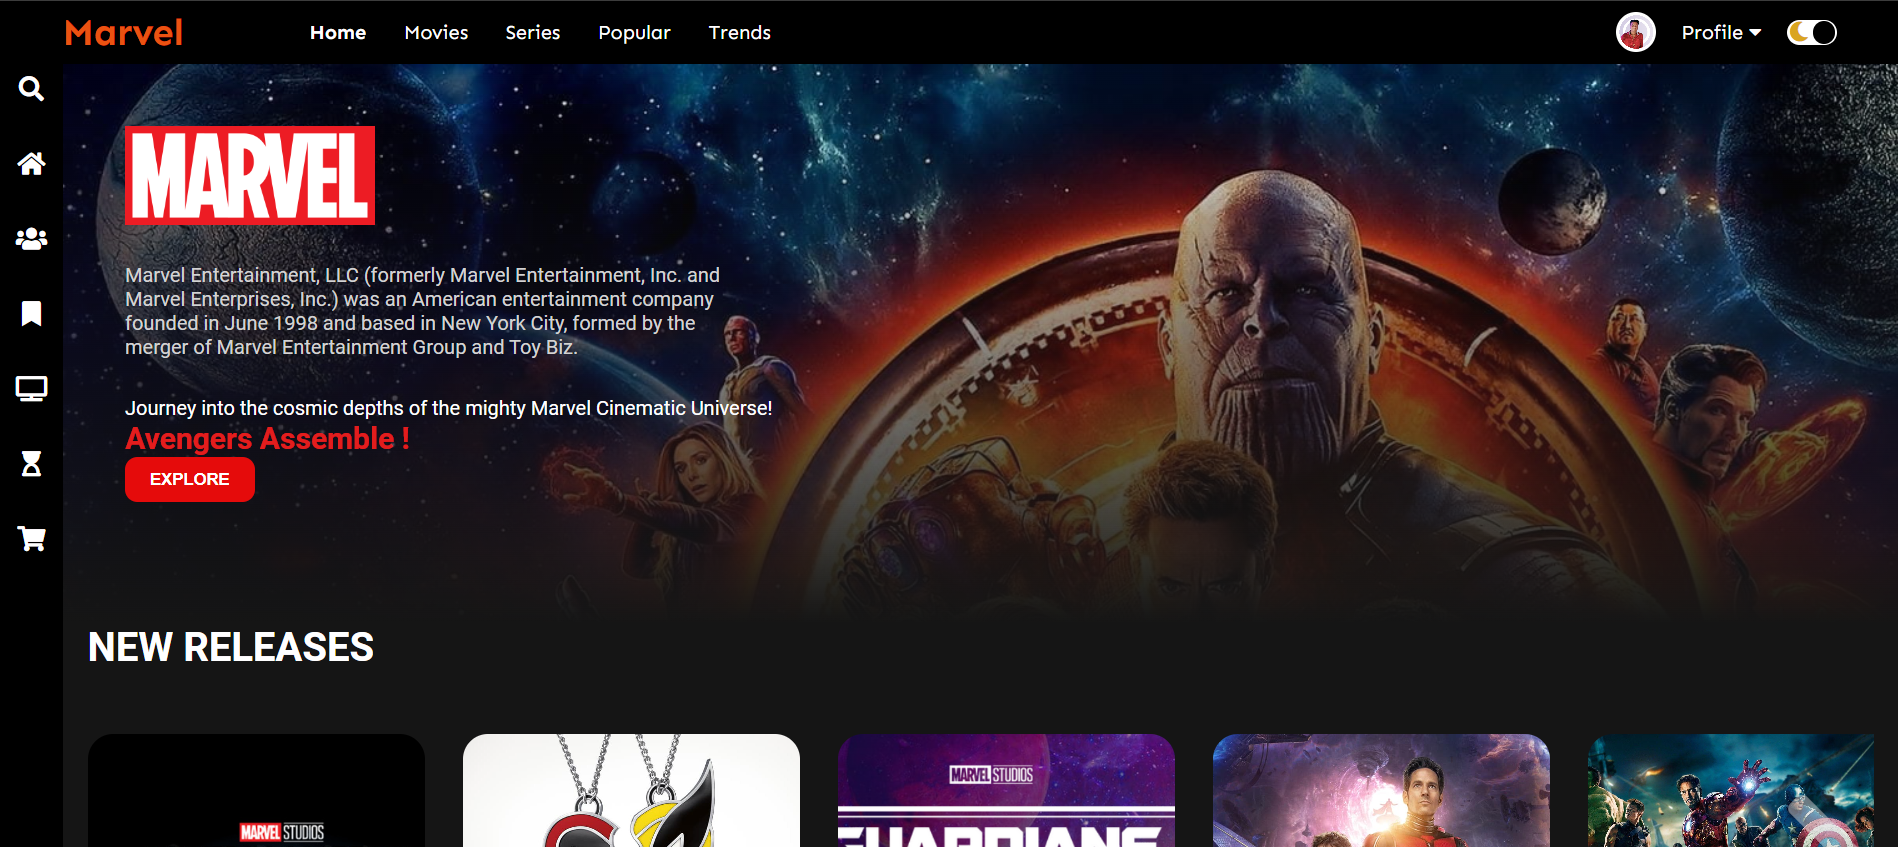 Marvel
Home
Movies
Series
Popular
Trends
Profile
MARVEL
Marvel Entertainment, LLC (formerly Marvel Entertainment, Inc. and
Marvel Enterprises, Inc.) was an American entertainment company
founded in June 1998 and based in New York City, formed by the
merger of Marvel Entertainment Group and Toy Biz.
Journey into the cosmic depths of the mighty Marvel Cinematic Universe!
Avengers Assemble !
EXPLORE
NEW RELEASES
MARVEL STUDIOS
MARVEL STUDIOS
GUARDIANS